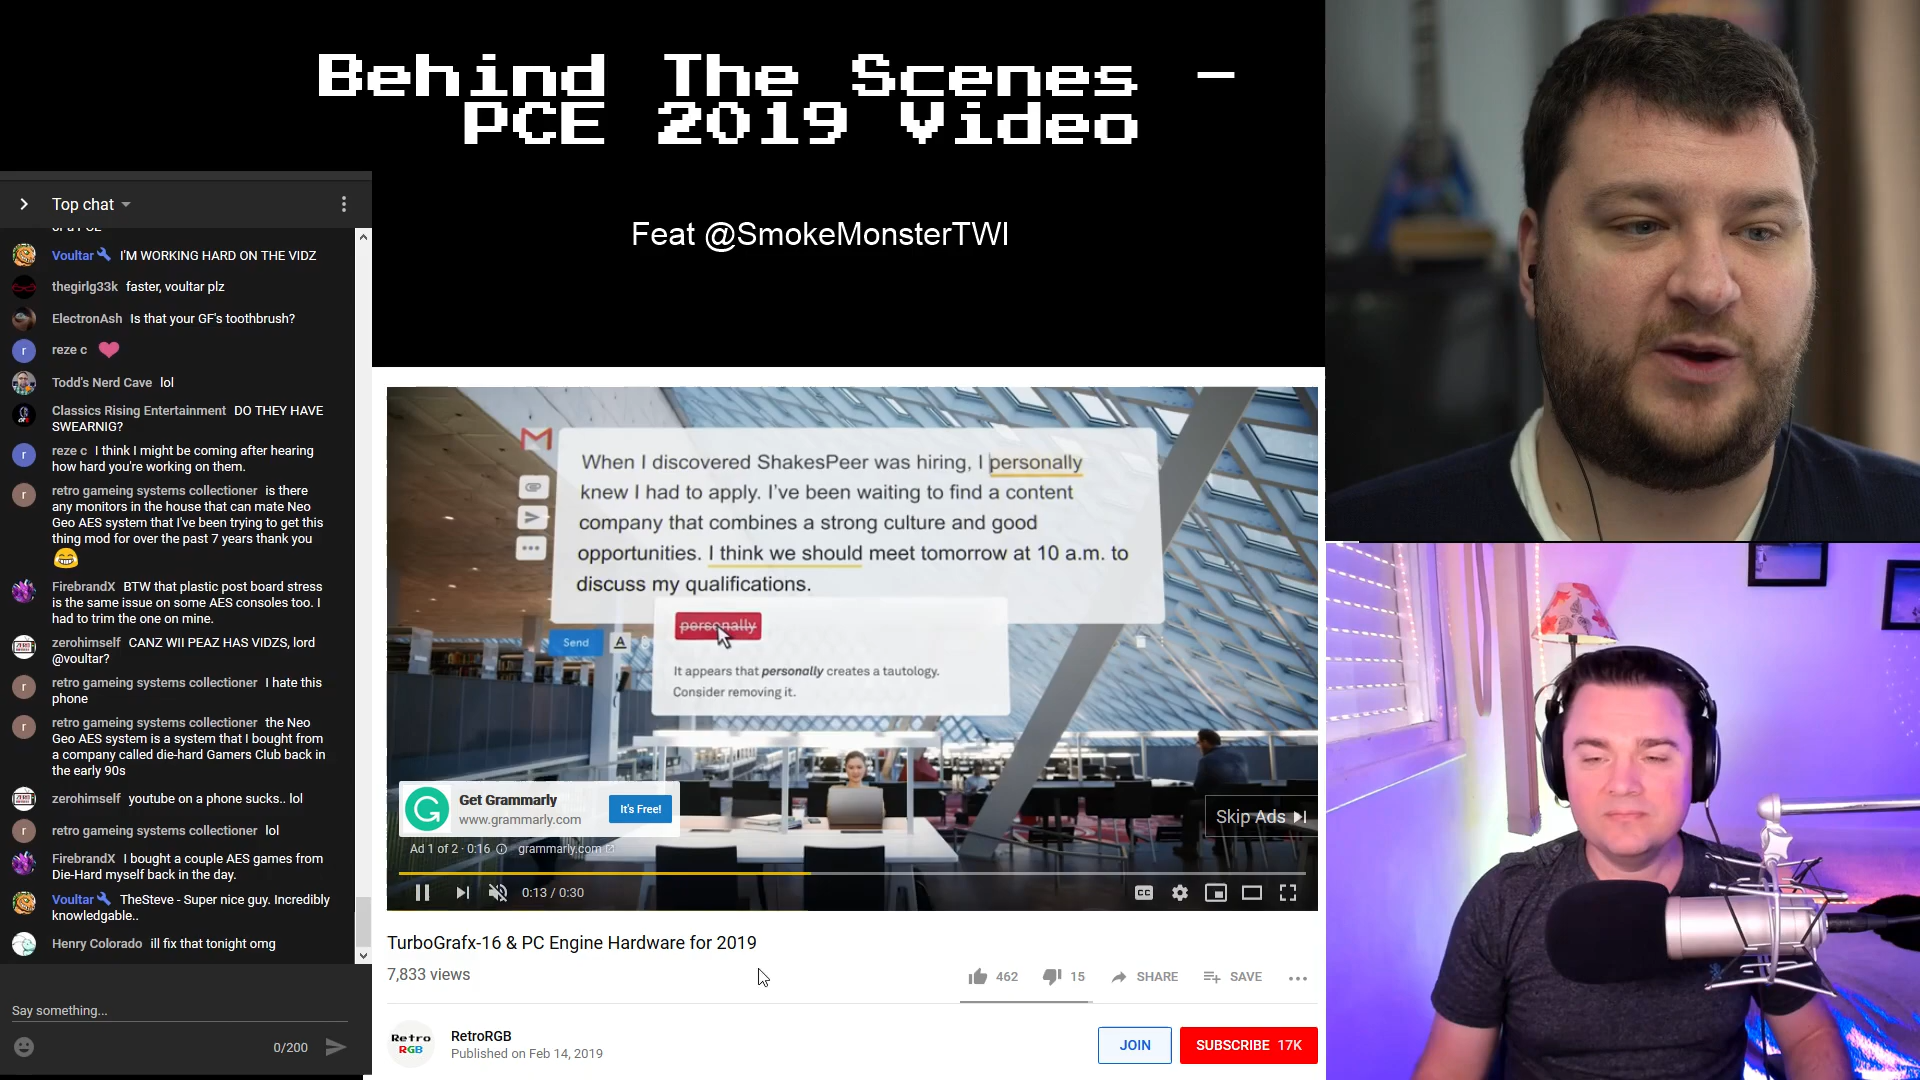 Behind The Scenes -
PCE 2019 Video
Feat @SmokeMonsterTWI
Top chat
Voultar I'M WORKING HARD ON THE VIDZ
thegirlg33k faster, voultar plz
ElectronAsh Is that your GF's toothbrush?
reze c
Todd's Nerd Cave lol
Classics Rising Entertainment DO THEY HAVE
SWEARNIG?
reze c I think I might be coming after hearing
how hard you're working on them.
retro gameing systems collectioner is there
any monitors in the house that can mate Neo
Geo AES system that I've been trying to get this
thing mod for over the past 7 years thank you
FirebrandX BTW that plastic post board stress
is the same issue on some AES consoles too. I
had to trim the one on mine.
zerohimself CANZ WII PEAZ HAS VIDZS, lord
@voultar?
retro gameing systems collectioner I hate this
phone
retro gameing systems collectioner the Neo
Geo AES system is a system that I bought from
a company called die-hard Gamers Club back in
the early 90s
zerohimself youtube on a phone sucks.. lol
retro gameing systems collectioner lol
FirebrandX I bought a couple AES games from
Die-Hard myself back in the day.
Voultar TheSteve - Super nice guy. Incredibly
knowledgable..
Henry Colorado ill fix that tonight omg
Say something...
0/200
When I discovered ShakesPeer was hiring, I personally
knew I had to apply. I've been waiting to find a content
company that combines a strong culture and good
opportunities. I think we should meet tomorrow at 10 a.m. to
discuss my qualifications.
personally
Send A
It appears that personally creates a tautology.
Consider removing it.
Get Grammarly
www.grammarly.com
It's Free!
Skip Ads
Ad 1 of 2 · 0:16 grammarly.com
0:13 / 0:30
CC
TurboGrafx-16 & PC Engine Hardware for 2019
7,833 views
462 15 SHARE SAVE
Retro
RGB
RetroRGB
Published on Feb 14, 2019
JOIN
SUBSCRIBE 17K